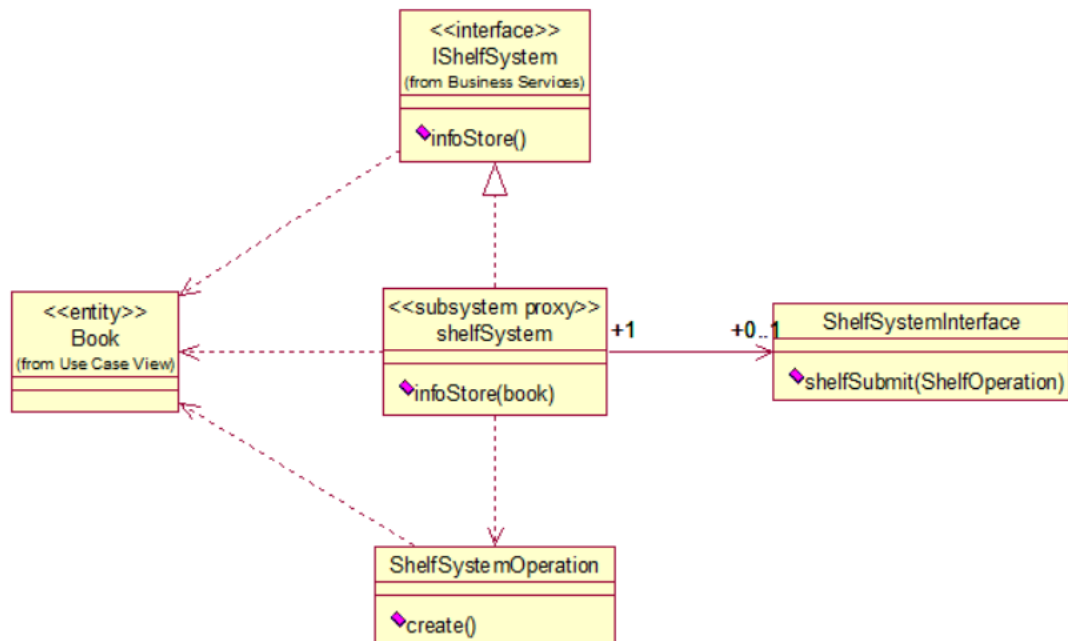 <<interface>>
IShelfSystem
(from Business Services)
infoStore()
<<entity>>
Book
(from Use Case View)
<<subsystem proxy>>
shelfSystem
infoStore(book)
+1
+0..1
ShelfSystemInterface
shelfSubmit(ShelfOperation)
ShelfSystemOperation
create()